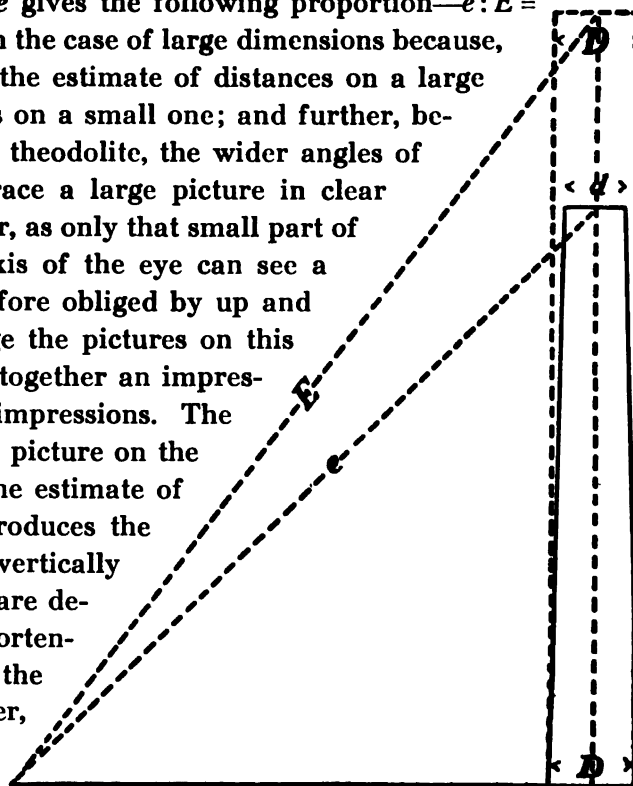 gives the following proportion—e : E =
the case of large dimensions because,
the estimate of distances on a large
on a small one; and further, be-
theodolite, the wider angles of
race a large picture in clear
r, as only that small part of
xis of the eye can see a
fore obliged by up and
ge the pictures on this
together an impres-
impressions. The
picture on the
ne estimate of
roduces the
vertically
are de-
orten-
the
er,
D
d
E
e
D